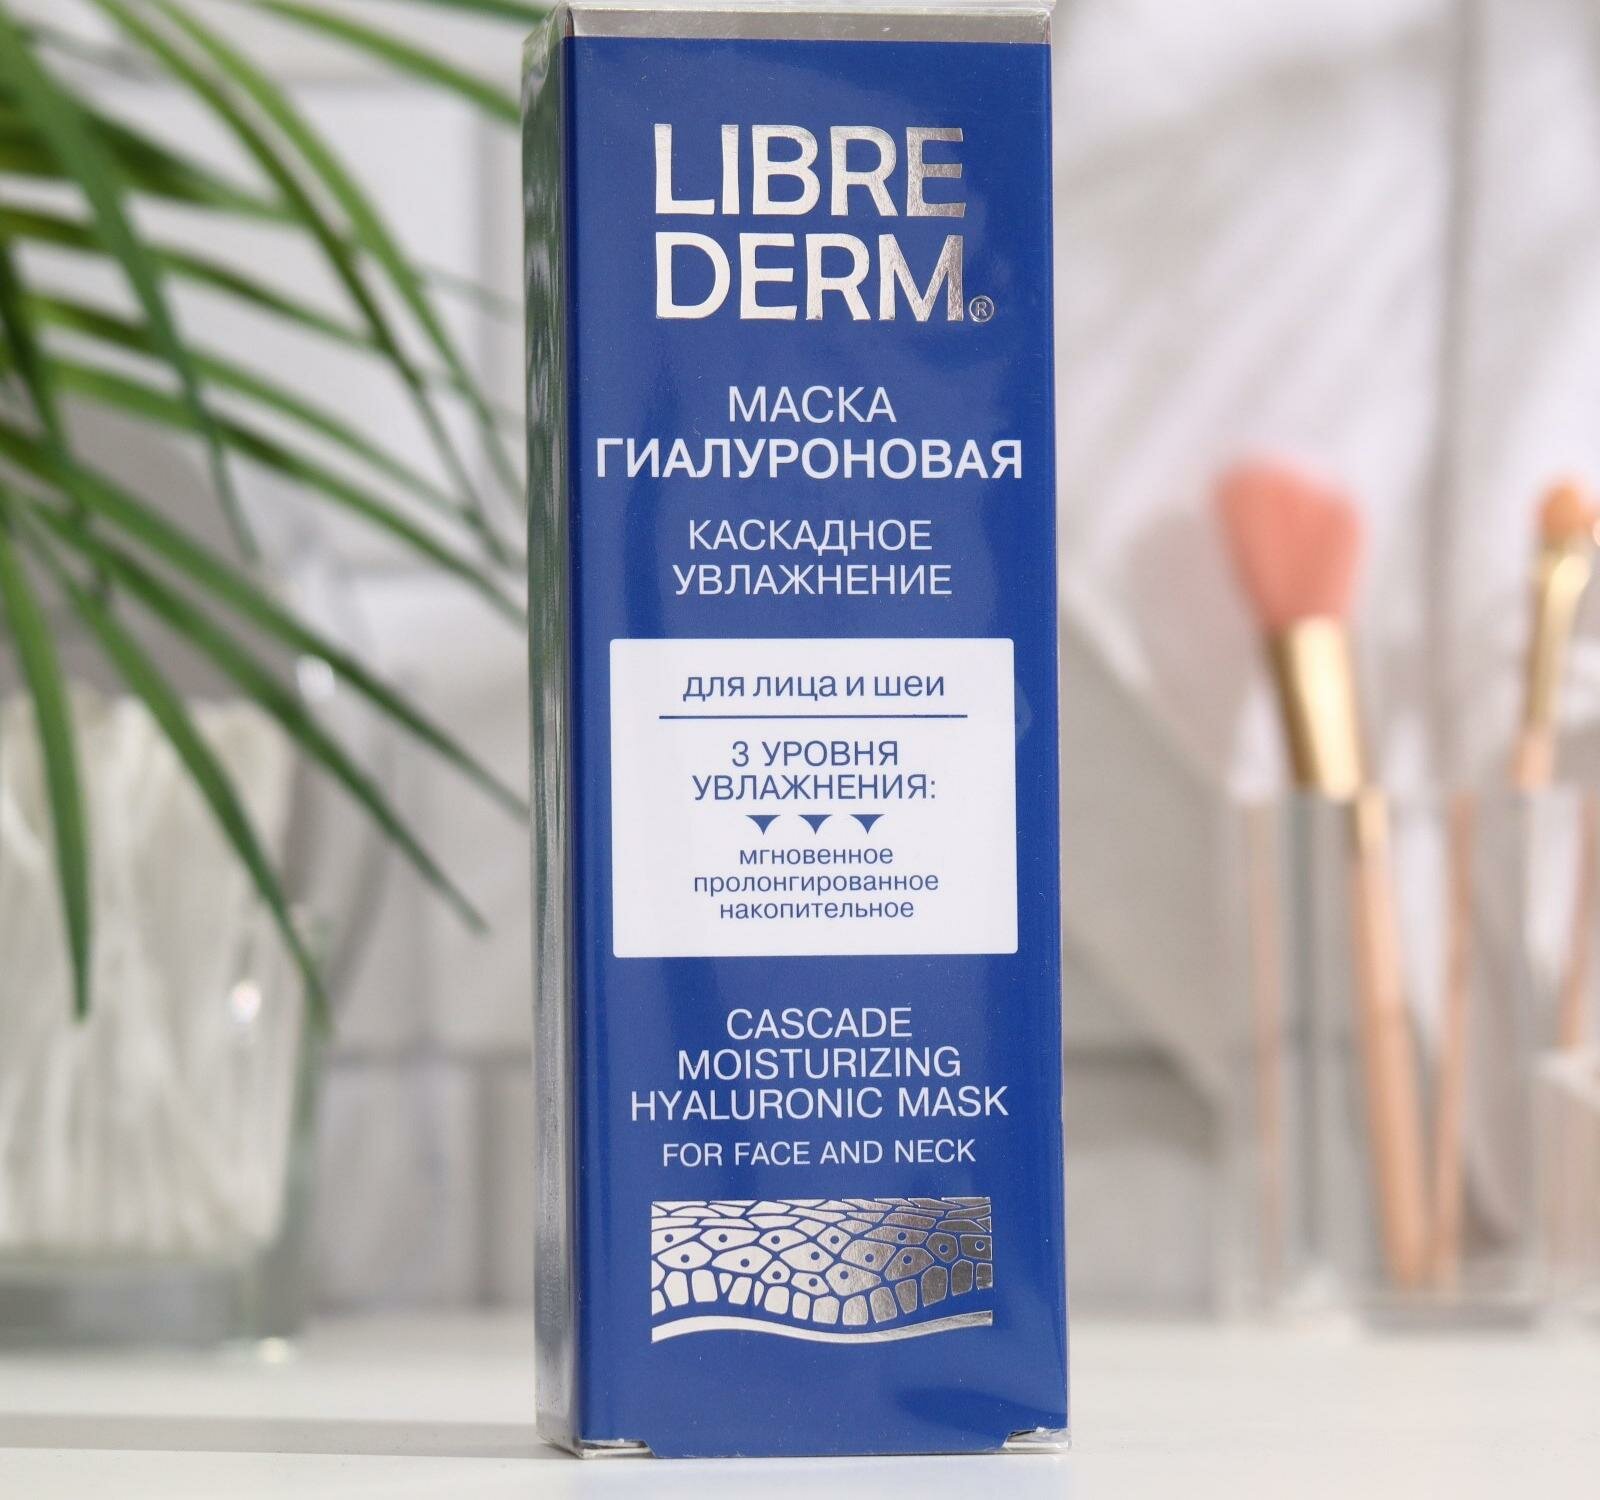 LIBRE
DERM®
МАСКА
ГИАЛУРОНОВАЯ
КАСКАДНОЕ
УВЛАЖНЕНИЕ
для лица и шеи
3 УРОВНЯ
УВЛАЖНЕНИЯ:
мгновенное
пролонгированное
накопительное
CASCADE
MOISTURIZING
HYALURONIC MASK
FOR FACE AND NECK